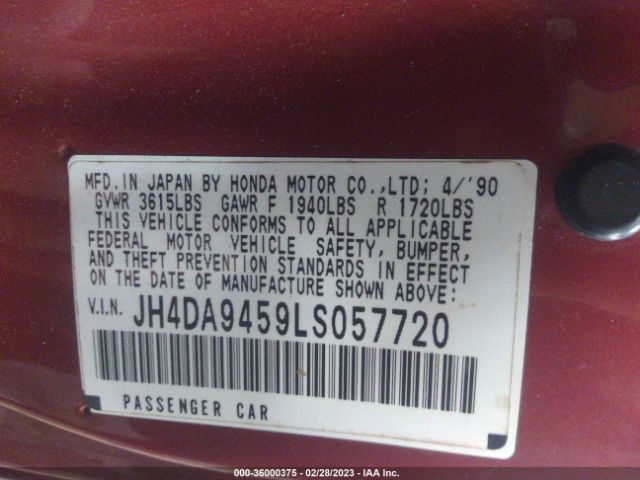 MFD. IN JAPAN BY HONDA MOTOR CO.,LTD; 4/'90
GVWR 3615LBS GAWR F 1940LBS R 1720LBS
THIS VEHICLE CONFORMS TO ALL APPLICABLE
FEDERAL MOTOR VEHICLE SAFETY, BUMPER,
AND THEFT PREVENTION STANDARDS IN EFFECT
ON THE DATE OF MANUFACTURE SHOWN ABOVE:
V.I.N. JH4DA9459LS057720
PASSENGER CAR
000-36000375 - 02/28/2023 - IAA Inc.